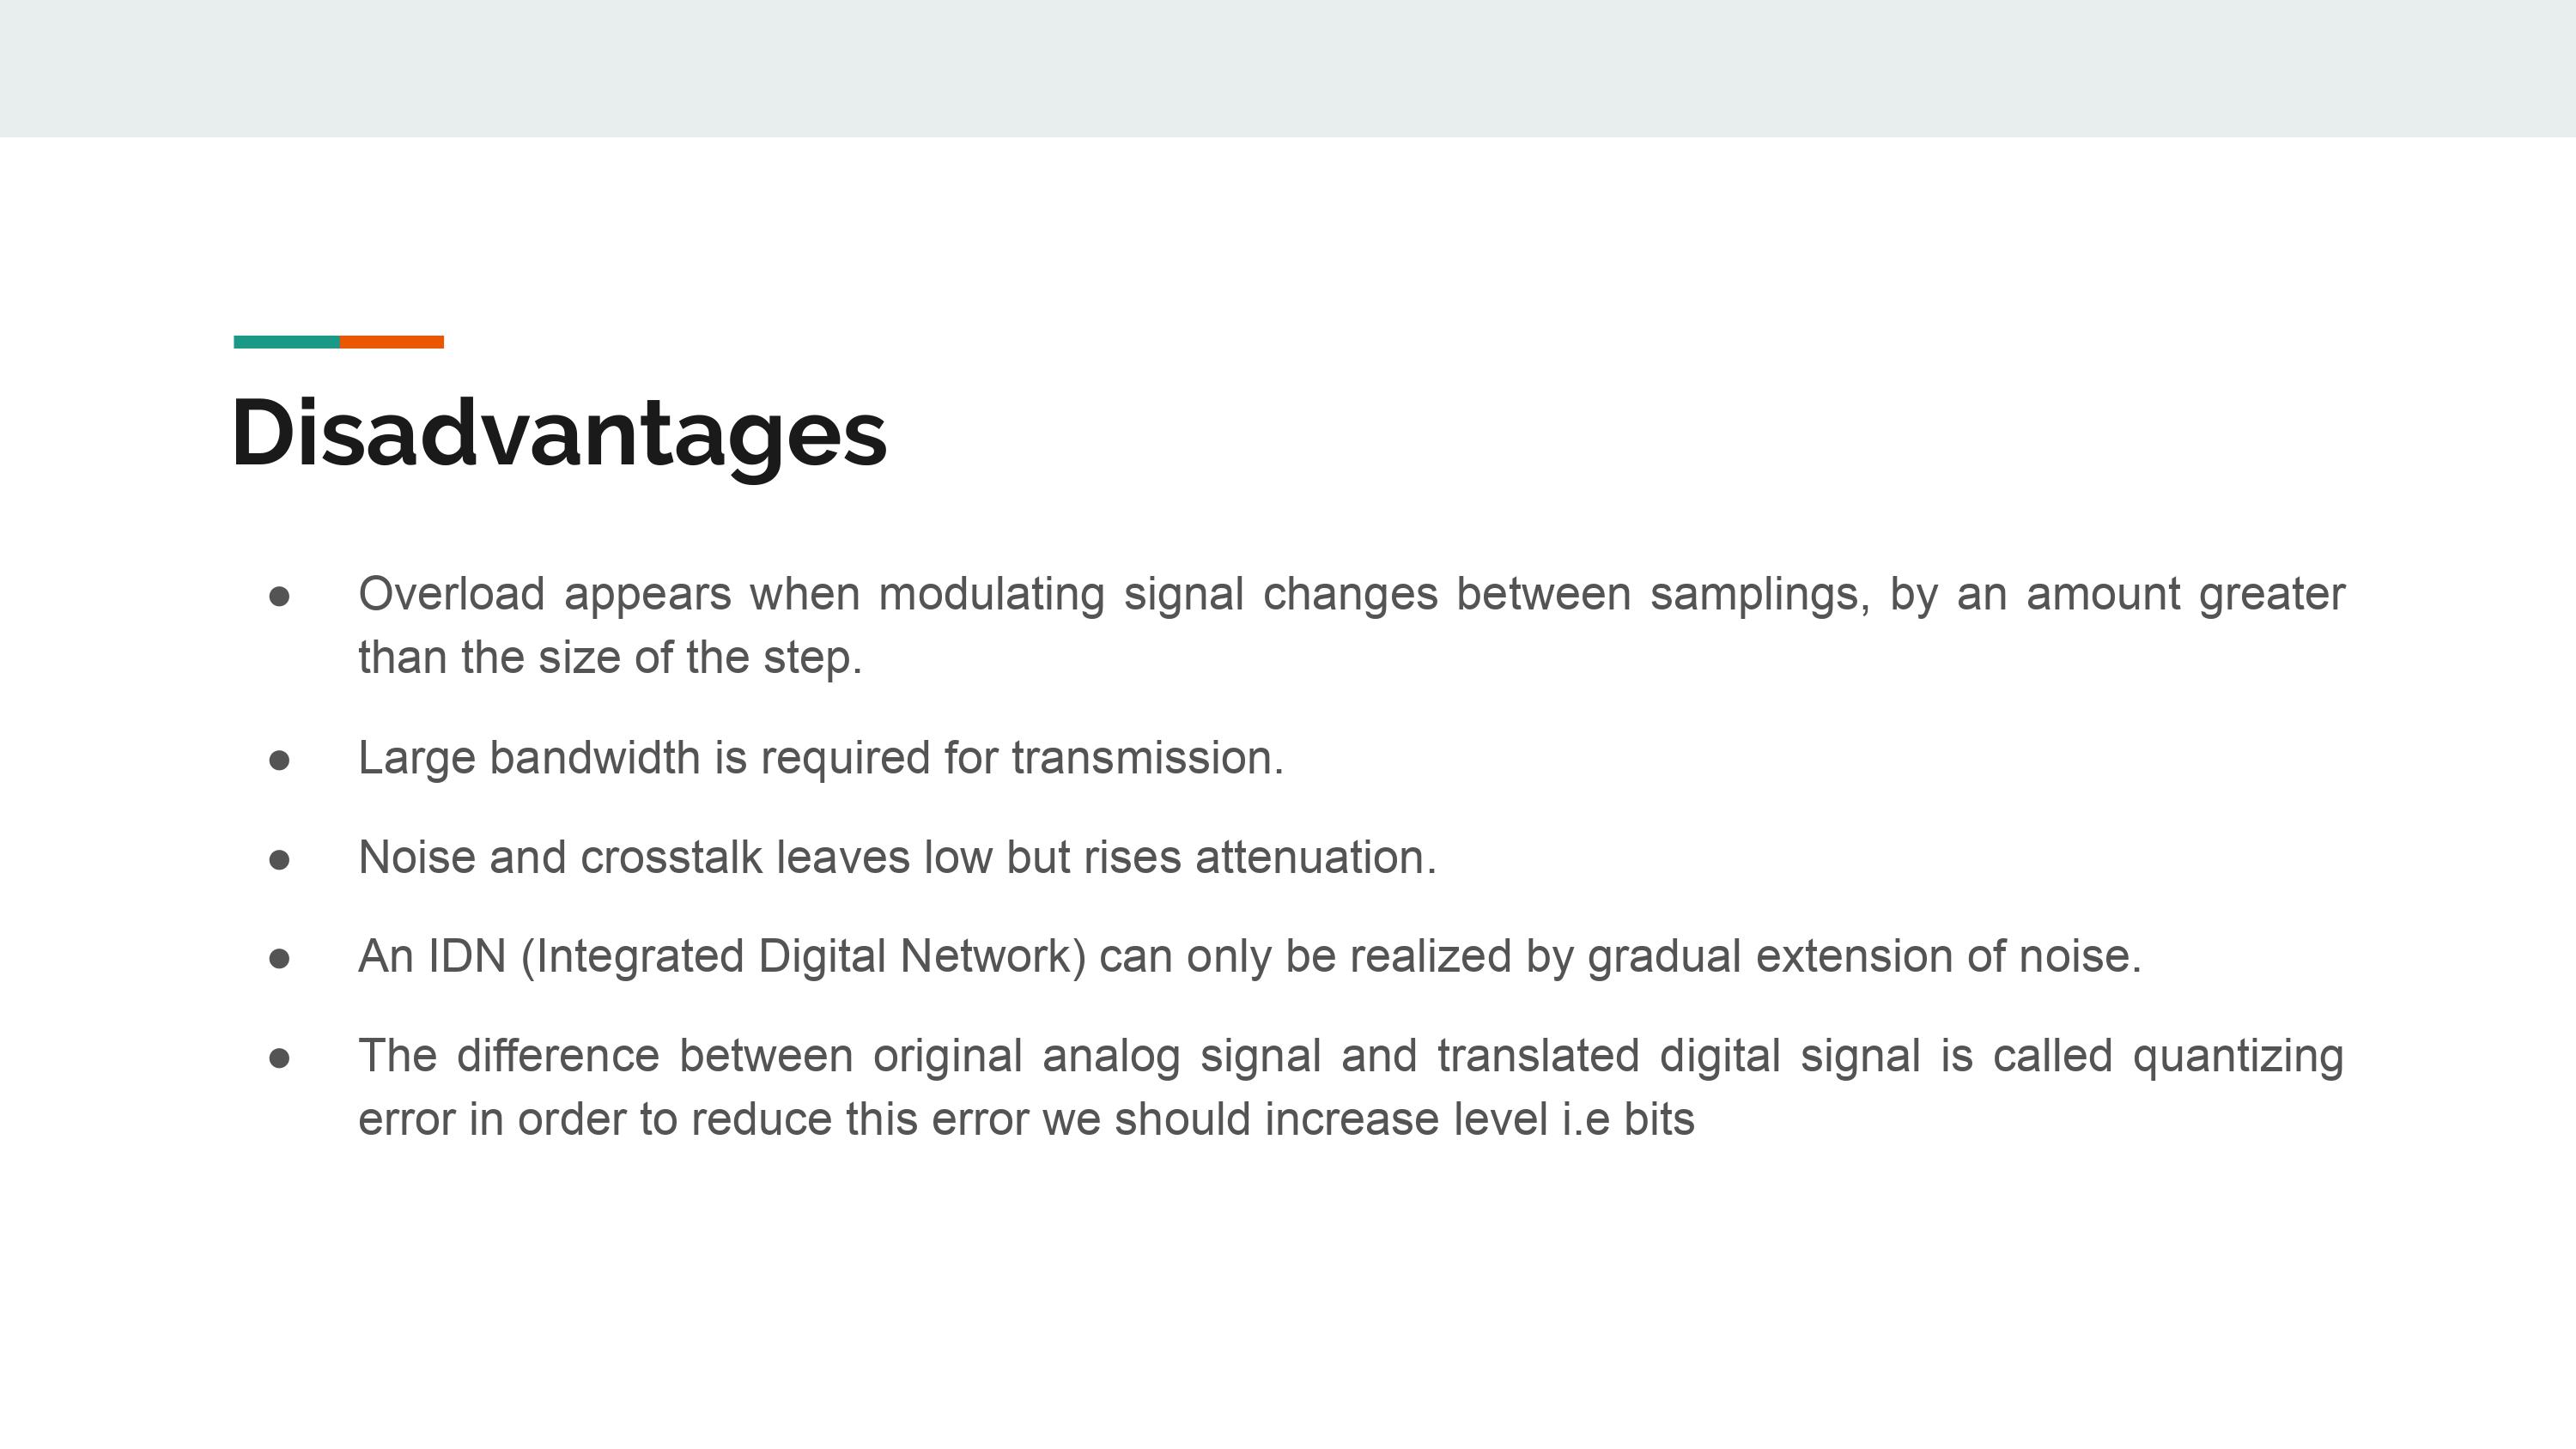 Disadvantages
● Overload appears when modulating signal changes between samplings, by an amount greater
than the size of the step.
● Large bandwidth is required for transmission.
● Noise and crosstalk leaves low but rises attenuation.
● An IDN (Integrated Digital Network) can only be realized by gradual extension of noise.
● The difference between original analog signal and translated digital signal is called quantizing
error in order to reduce this error we should increase level i.e bits